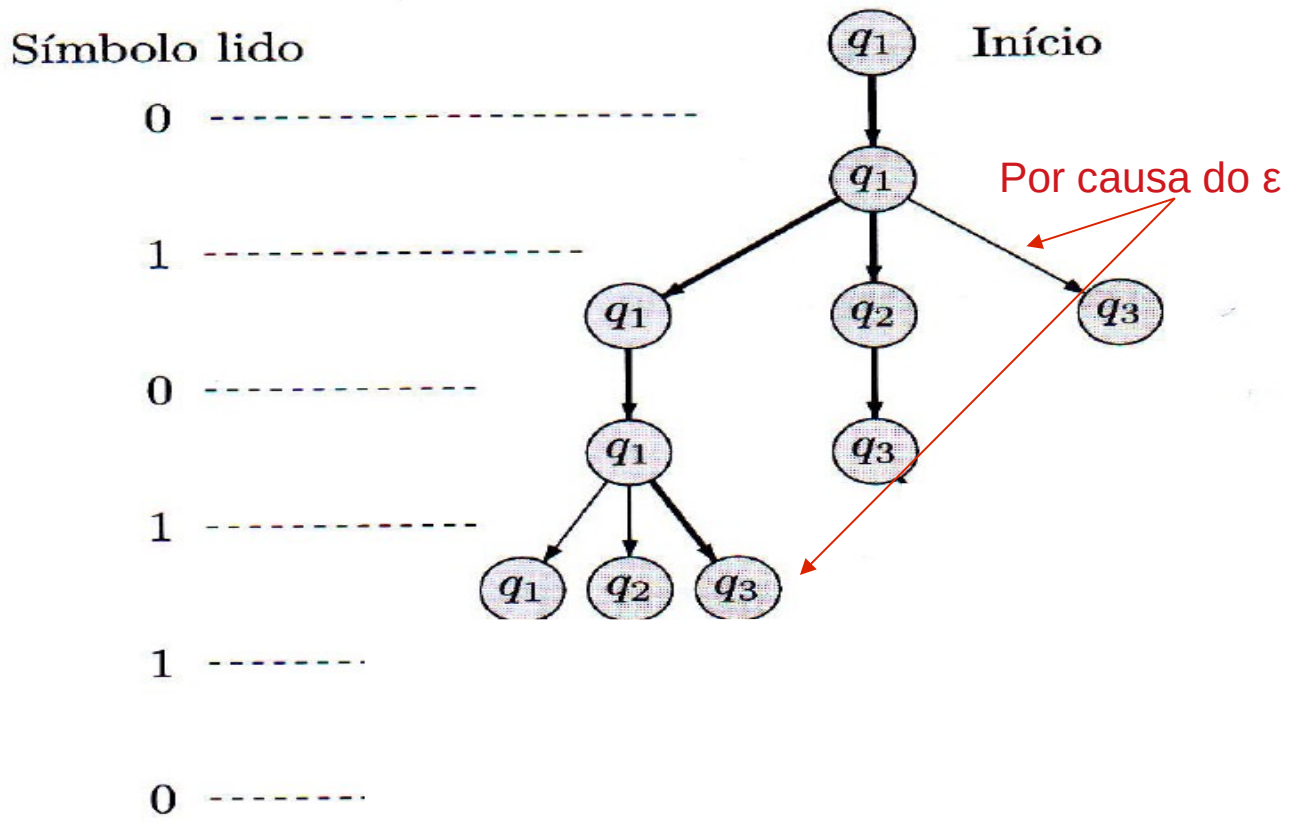 q1 Início
Símbolo lido
0
q1 Por causa do ε
1
q1 q2 q3
0
q1 q3
1
q1 q2 q3
1
0